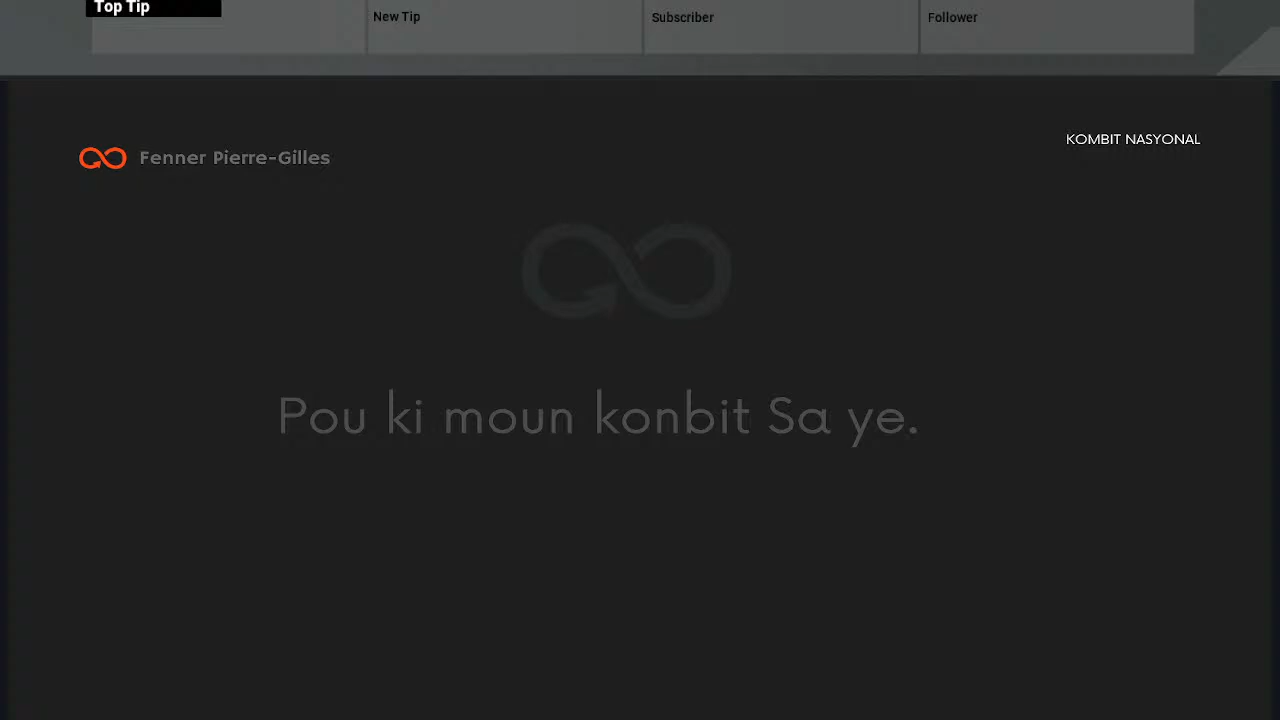 Top Tip
New Tip
Subscriber
Follower
KOMBIT NASYONAL
Fenner Pierre-Gilles
Pou ki moun konbit Sa ye.